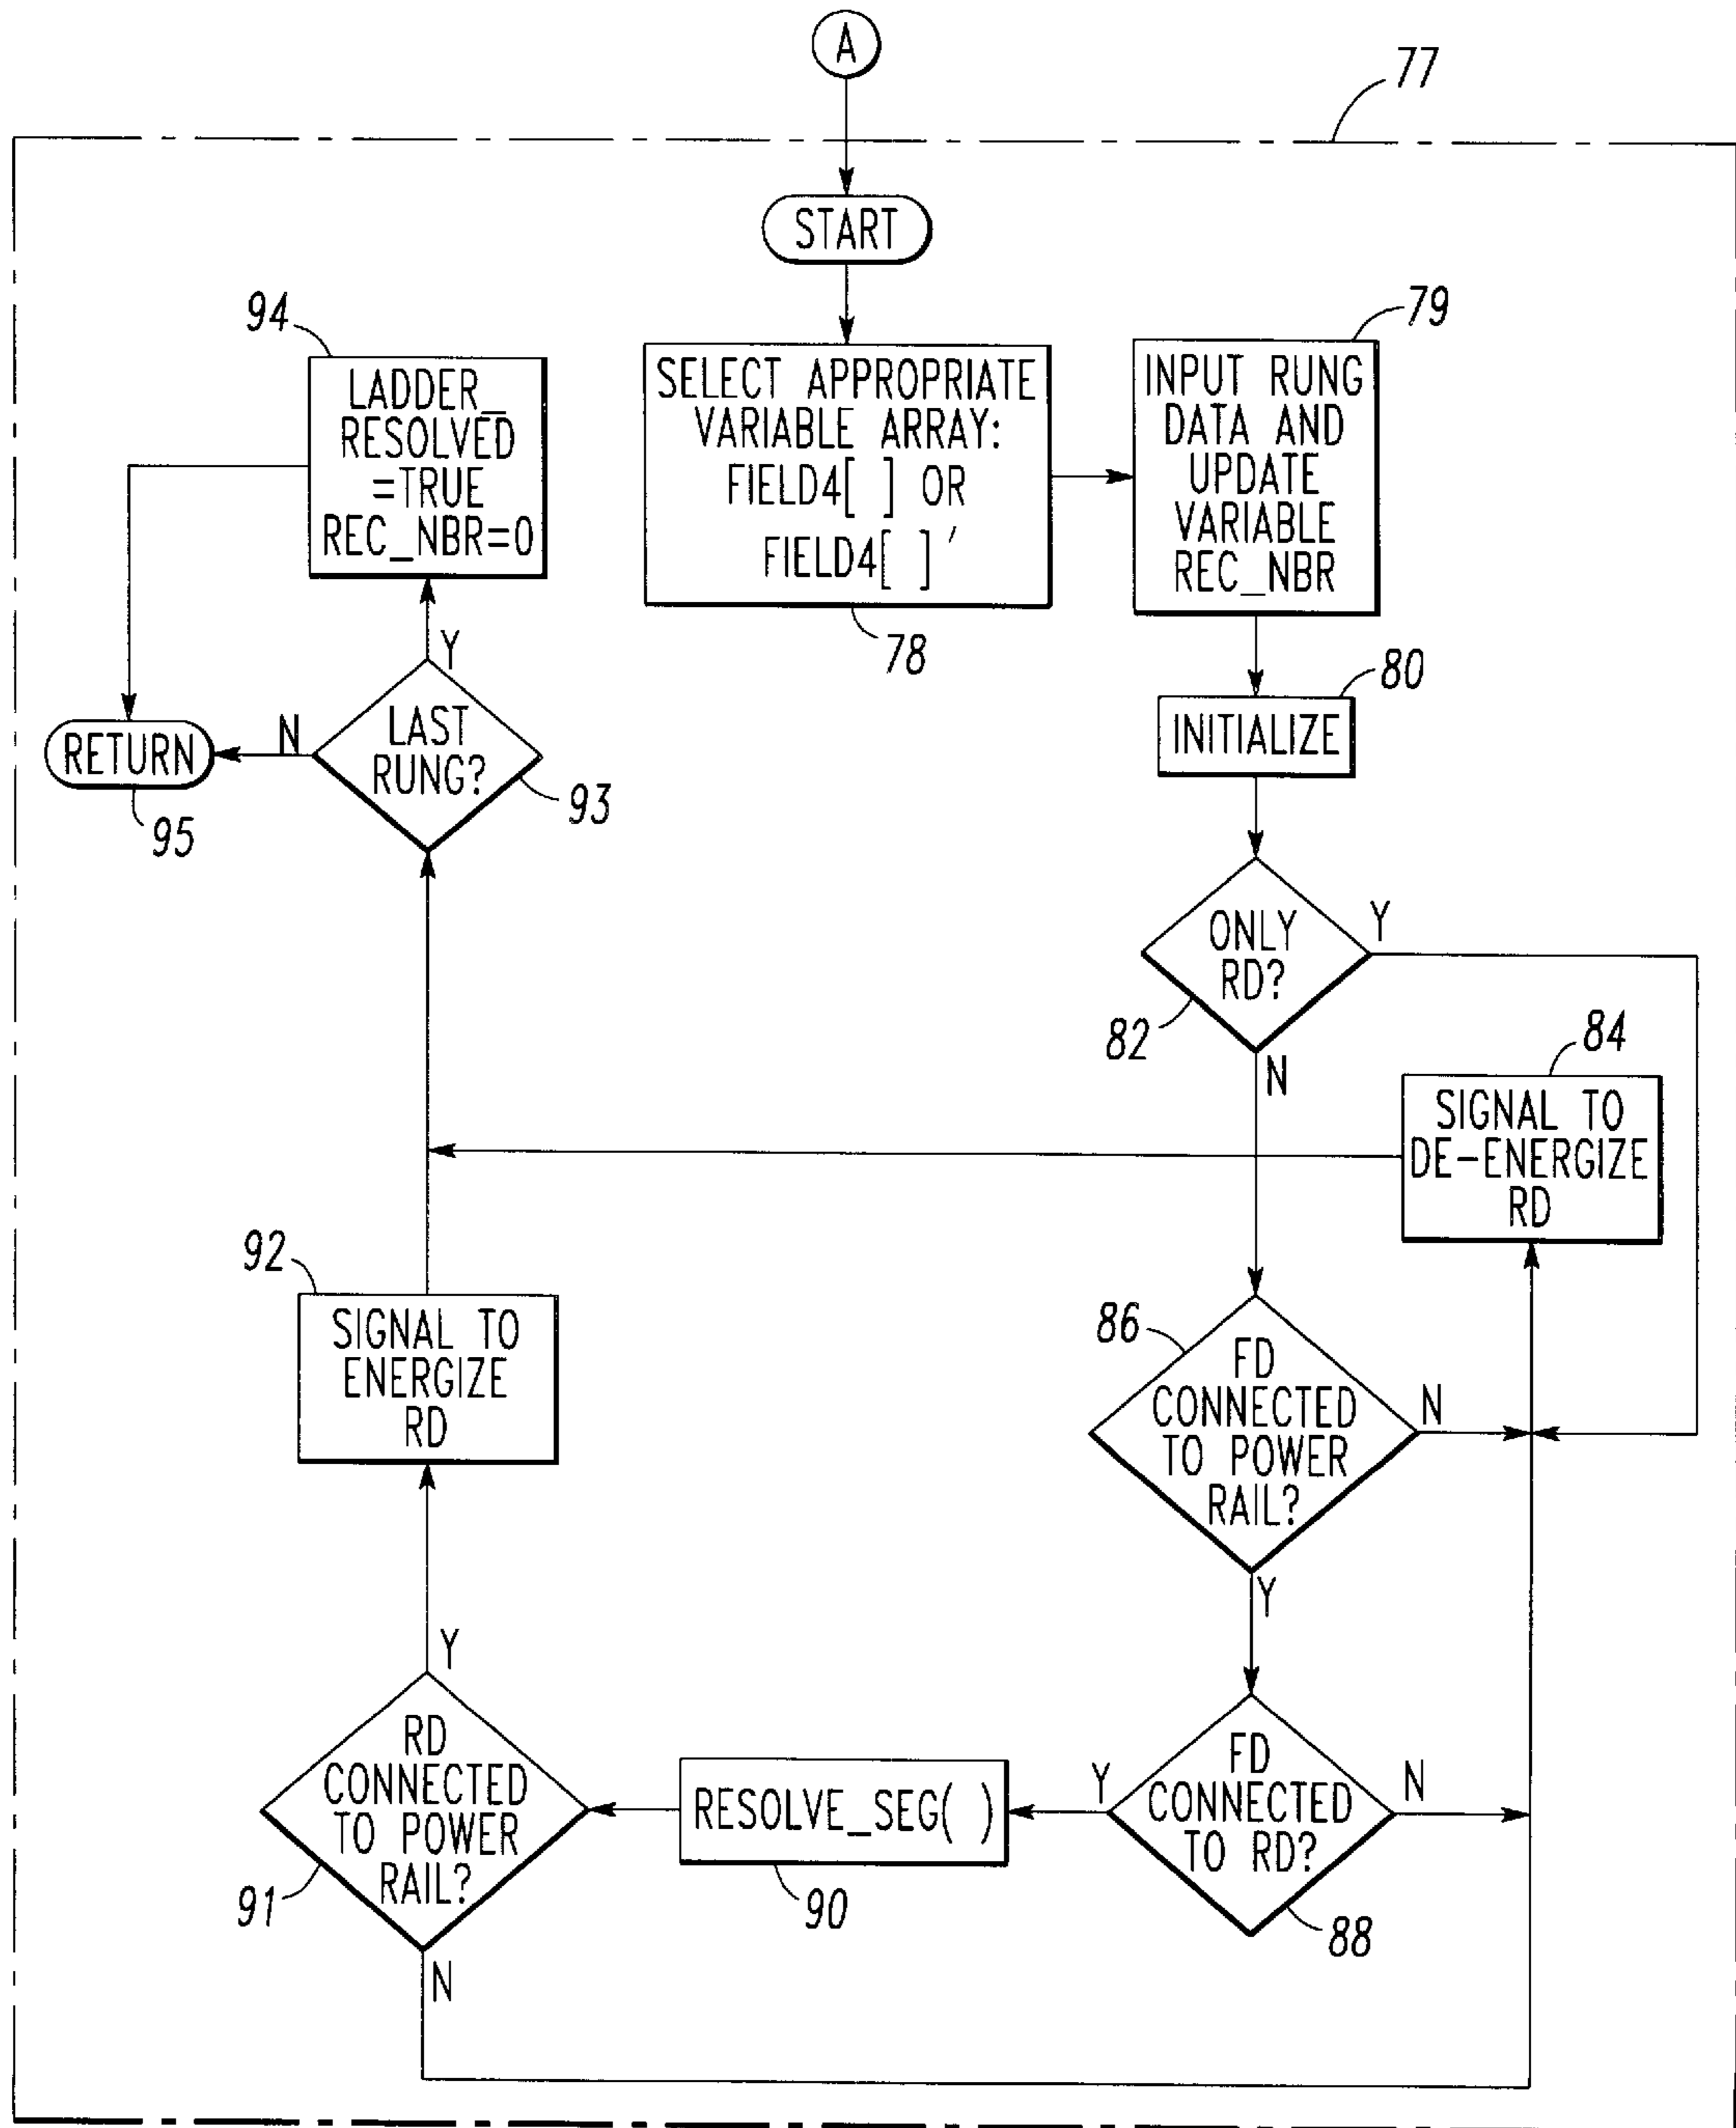 A
77
START
94
LADDER_
RESOLVED
=TRUE
REC_NBR=0
SELECT APPROPRIATE
VARIABLE ARRAY:
FIELD4[ ] OR
FIELD4[ ]'
78
79
INPUT RUNG
DATA AND
UPDATE
VARIABLE
REC_NBR
80
INITIALIZE
Y
LAST
RUNG?
93
N
RETURN
95
ONLY
RD?
82
Y
N
84
SIGNAL TO
DE-ENERGIZE
RD
92
SIGNAL TO
ENERGIZE
RD
86
FD
CONNECTED
TO POWER
RAIL?
N
Y
Y
RD
CONNECTED
TO POWER
RAIL?
91
N
RESOLVE_SEG( )
90
Y
FD
CONNECTED
TO RD?
N
88